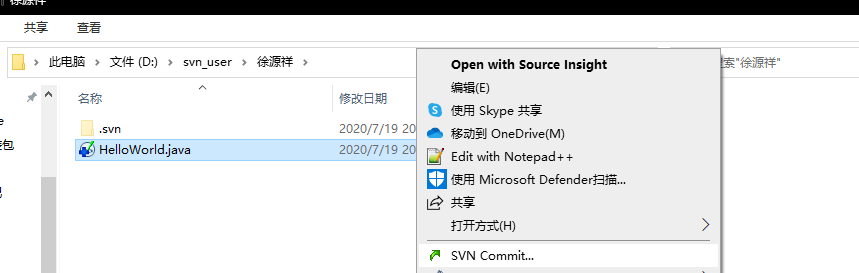 徐源祥
共享 查看
此电脑 文件 (D:) svn_user 徐源祥
索"徐源祥"
名称 修改日期
.svn 2020/7/19 20
HelloWorld.java 2020/7/19 20
Open with Source Insight
编辑(E)
使用 Skype 共享
移动到 OneDrive(M)
Edit with Notepad++
使用 Microsoft Defender扫描...
共享
打开方式(H)
SVN Commit...